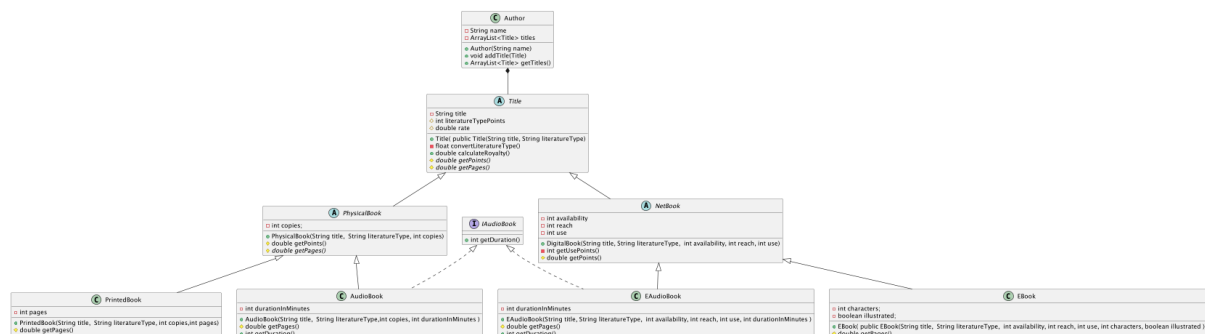 C Author
String name
ArrayList<Title> titles
Author(String name)
void addTitle(Title)
ArrayList<Title> getTitles()
A Title
String title
int literatureTypePoints
double rate
Title( public Title(String title, String literatureType)
float convertLiteratureType()
double calculateRoyalty()
double getPoints()
double getPages()
A PhysicalBook
int copies;
PhysicalBook(String title, String literatureType, int copies)
double getPoints()
double getPages()
I IAudioBook
int getDuration()
A NetBook
int availability
int reach
int use
DigitalBook(String title, String literatureType, int availability, int reach, int use)
int getUsePoints()
double getPoints()
C PrintedBook
int pages
PrintedBook(String title, String literatureType, int copies,int pages)
double getPages()
C AudioBook
int durationInMinutes
AudioBook(String title, String literatureType,int copies, int durationInMinutes )
double getPages()
int getDuration()
C EAudioBook
int durationInMinutes
EAudioBook(String title, String literatureType, int availability, int reach, int use, int durationInMinutes )
double getPages()
int getDuration()
C EBook
int characters;
boolean illustrated;
EBook( public EBook(String title, String literatureType, int availability, int reach, int use, int characters, boolean illustrated )
double getPages()